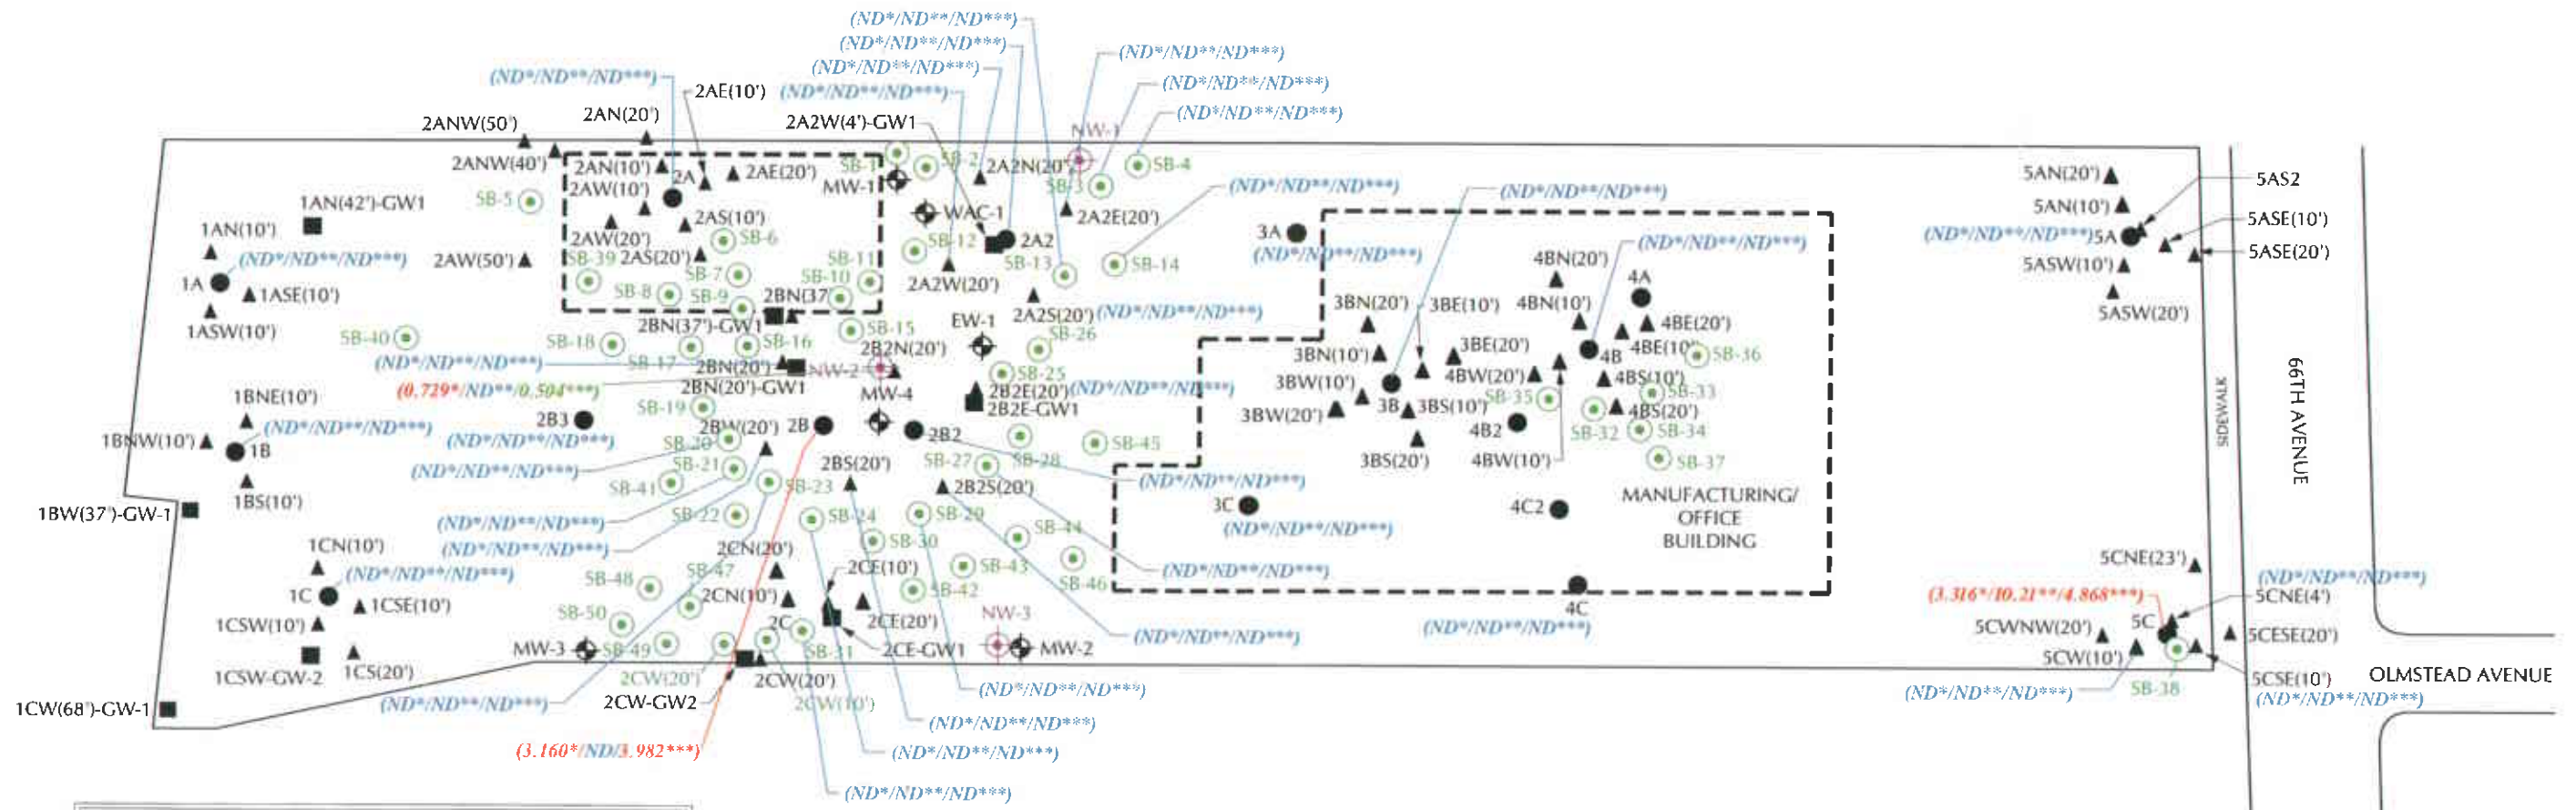 (ND*/ND**/ND***)
(ND*/ND**/ND***)
(ND*/ND**/ND***)
(ND*/ND**/ND***)
(ND*/ND**/ND***)
2AE(10')
(ND*/ND**/ND***)
(ND*/ND**/ND***)
(ND*/ND**/ND***)
2ANW(50')
2AN(20')
2A2W(4')-GW1
NW-1
2ANW(40')
2AN(10')
2A
2AE(20')
SB-1
SB-2
2A2N(20')
SB-4
2AW(10')
MW-1
SB-3
(ND*/ND**/ND***)
(ND*/ND**/ND***)
5AN(20')
5AS2
1AN(42')-GW1
SB-5
2AS(10')
WAC-1
2A2E(20')
5AN(10')
5ASE(10')
1AN(10')
2AW(20')
SB-6
2A2
3A
(ND*/ND**/ND***)
(ND*/ND**/ND***)
5A
(ND*/ND**/ND***)
2AW(50')
SB-39
2AS(20')
SB-11
SB-12
SB-13
SB-14
(ND*/ND**/ND***)
4BN(20')
5ASW(10')
5ASE(20')
1A
1ASE(10')
SB-7
SB-10
2A2W(20')
4A
SB-8
SB-9
2BN(37'
3BN(20')
3BE(10')
4BN(10')
5ASW(20')
1ASW(10')
2BN(37')-GW1
2A2S(20')
(ND*/ND**/ND***)
4BE(20')
SB-40
SB-18
SB-16
SB-15
EW-1
SB-26
3BN(10')
3BE(20')
4B
4BE(10')
SB-36
(ND*/ND**/ND***)
SB-17
2BN(20')
2B2N(20')
NW-2
SB-25
3BW(10')
4BW(20')
4BS(10')
(0.729*/ND**/0.504***)
2BN(20')-GW1
MW-4
2B2E(20')
(ND*/ND**/ND***)
SB-33
1BNE(10')
SB-19
2B2E-GW1
3BW(20')
3B
3BS(10')
SB-35
4BS(20')
66TH AVENUE
SIDEWALK
1BNW(10')
(ND*/ND**/ND***)
2B3
(ND*/ND**/ND***)
2BW(20')
2B
2B2
SB-45
4B2
SB-32
SB-34
1B
SB-20
(ND*/ND**/ND***)
SB-21
2BS(20')
SB-27
SB-28
3BS(20')
4BW(10')
SB-37
1BS(10')
SB-41
SB-23
2B2S(20')
(ND*/ND**/ND***)
1BW(37')-GW-1
(ND*/ND**/ND***)
SB-22
SB-24
SB-29
3C
4C2
MANUFACTURING/
OFFICE
BUILDING
1CN(10')
(ND*/ND**/ND***)
2CN(20')
SB-30
SB-44
(ND*/ND**/ND***)
(ND*/ND**/ND***)
SB-47
2CE(10')
SB-43
(ND*/ND**/ND***)
5CNE(23')
1C
SB-48
SB-46
(ND*/ND**/ND***)
1CSE(10')
2CN(10')
SB-42
(3.316*/10.21**/4.868***)
5CNE(4')
1CSW(10')
SB-50
2C
2CE(20')
NW-3
(ND*/ND**/ND***)
4C
(ND*/ND**/ND***)
5CWNW(20')
5C
5CESE(20')
MW-3
SB-49
SB-31
2CE-GW1
MW-2
5CW(10')
1CSW-GW-2
1CS(20')
2CW(20')
2CW(20')
5CSE(10')
OLMSTEAD AVENUE
1CW(68')-GW-1
(ND*/ND**/ND***)
2CW-GW2
2CW(10')
(ND*/ND**/ND***)
(ND*/ND**/ND***)
SB-38
(ND*/ND**/ND***)
(ND*/ND**/ND***)
(3.160*/ND/3.982***)
(ND*/ND**/ND***)
(ND*/ND**/ND***)